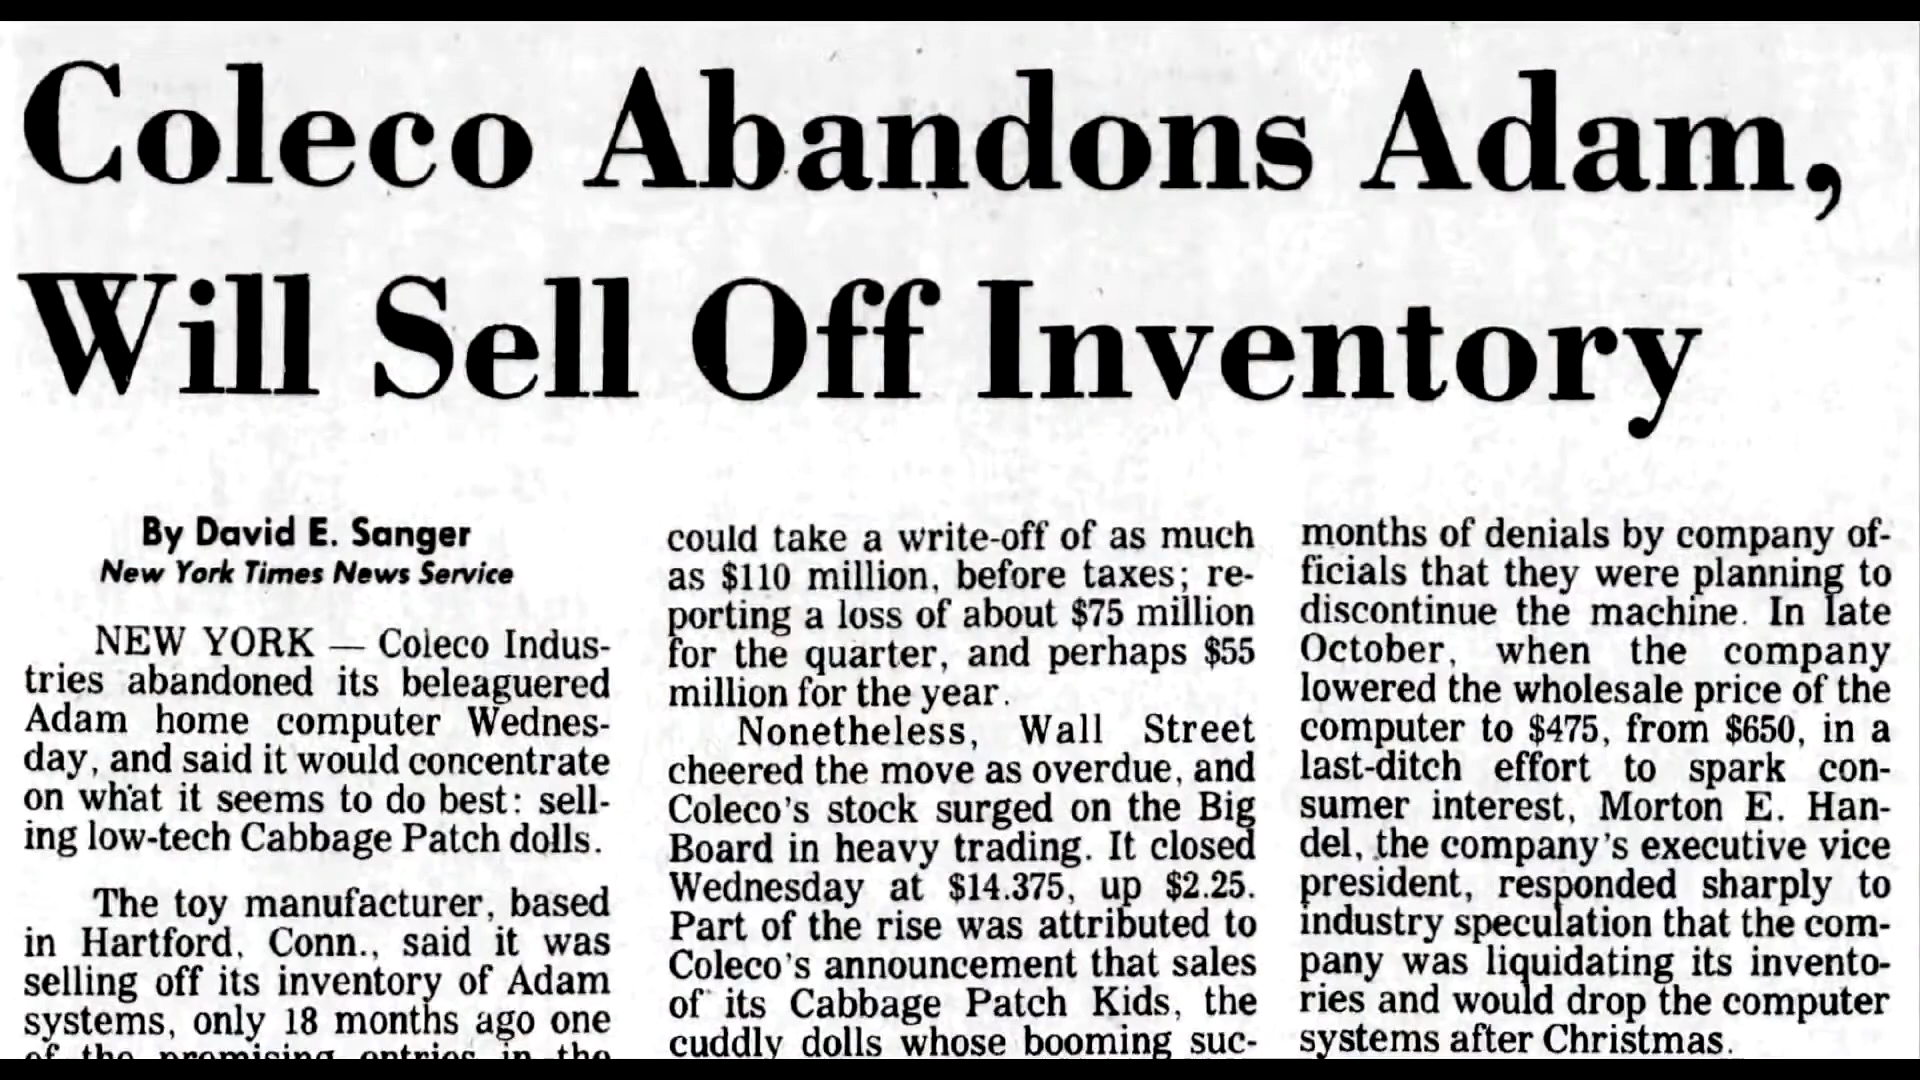 Coleco Abandons Adam,
Will Sell Off Inventory
By David E. Sanger
New York Times News Service
NEW YORK — Coleco Indus-
tries abandoned its beleaguered
Adam home computer Wednes-
day, and said it would concentrate
on what it seems to do best: sell-
ing low-tech Cabbage Patch dolls.
The toy manufacturer, based
in Hartford, Conn., said it was
selling off its inventory of Adam
systems, only 18 months ago one
of the promising entries in the
could take a write-off of as much
as $110 million, before taxes; re-
porting a loss of about $75 million
for the quarter, and perhaps $55
million for the year.
Nonetheless, Wall Street
cheered the move as overdue, and
Coleco's stock surged on the Big
Board in heavy trading. It closed
Wednesday at $14.375, up $2.25.
Part of the rise was attributed to
Coleco's announcement that sales
of its Cabbage Patch Kids, the
cuddly dolls whose booming suc-
months of denials by company of-
ficials that they were planning to
discontinue the machine. In late
October, when the company
lowered the wholesale price of the
computer to $475, from $650, in a
last-ditch effort to spark con-
sumer interest, Morton E. Han-
del, the company's executive vice
president, responded sharply to
industry speculation that the com-
pany was liquidating its invento-
ries and would drop the computer
systems after Christmas.